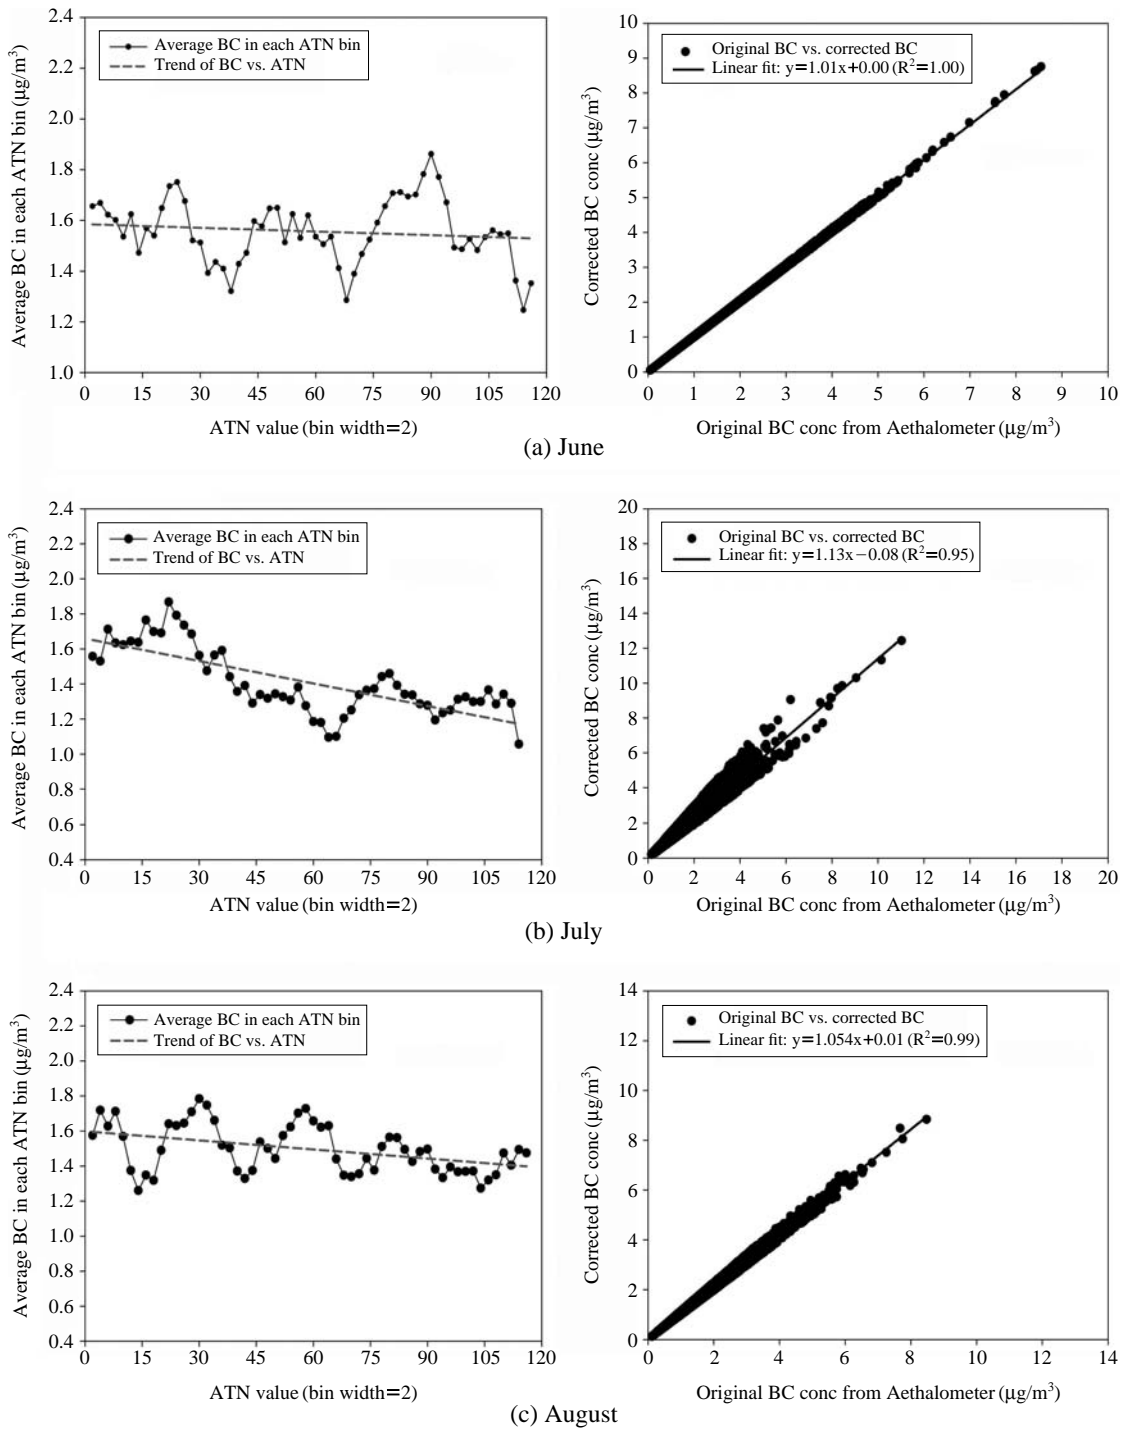 2.4
2.2
2.0
1.8
1.6
1.4
1.2
1.0
Average BC in each ATN bin (μg/m³)
Average BC in each ATN bin
Trend of BC vs. ATN
0 15 30 45 60 75 90 105 120
ATN value (bin width=2)
10
9
8
7
6
5
4
3
2
1
0
Corrected BC conc (μg/m³)
Original BC vs. corrected BC
Linear fit: y=1.01x+0.00 (R²=1.00)
0 1 2 3 4 5 6 7 8 9 10
Original BC conc from Aethalometer (μg/m³)
(a) June
2.4
2.2
2.0
1.8
1.6
1.4
1.2
1.0
0.8
0.6
0.4
Average BC in each ATN bin (μg/m³)
Average BC in each ATN bin
Trend of BC vs. ATN
0 15 30 45 60 75 90 105 120
ATN value (bin width=2)
20
18
16
14
12
10
8
6
4
2
0
Corrected BC conc (μg/m³)
Original BC vs. corrected BC
Linear fit: y=1.13x−0.08 (R²=0.95)
0 2 4 6 8 10 12 14 16 18 20
Original BC conc from Aethalometer (μg/m³)
(b) July
2.4
2.2
2.0
1.8
1.6
1.4
1.2
1.0
0.8
0.6
0.4
Average BC in each ATN bin (μg/m³)
Average BC in each ATN bin
Trend of BC vs. ATN
0 15 30 45 60 75 90 105 120
ATN value (bin width=2)
14
12
10
8
6
4
2
0
Corrected BC conc (μg/m³)
Original BC vs. corrected BC
Linear fit: y=1.054x+0.01 (R²=0.99)
0 2 4 6 8 10 12 14
Original BC conc from Aethalometer (μg/m³)
(c) August